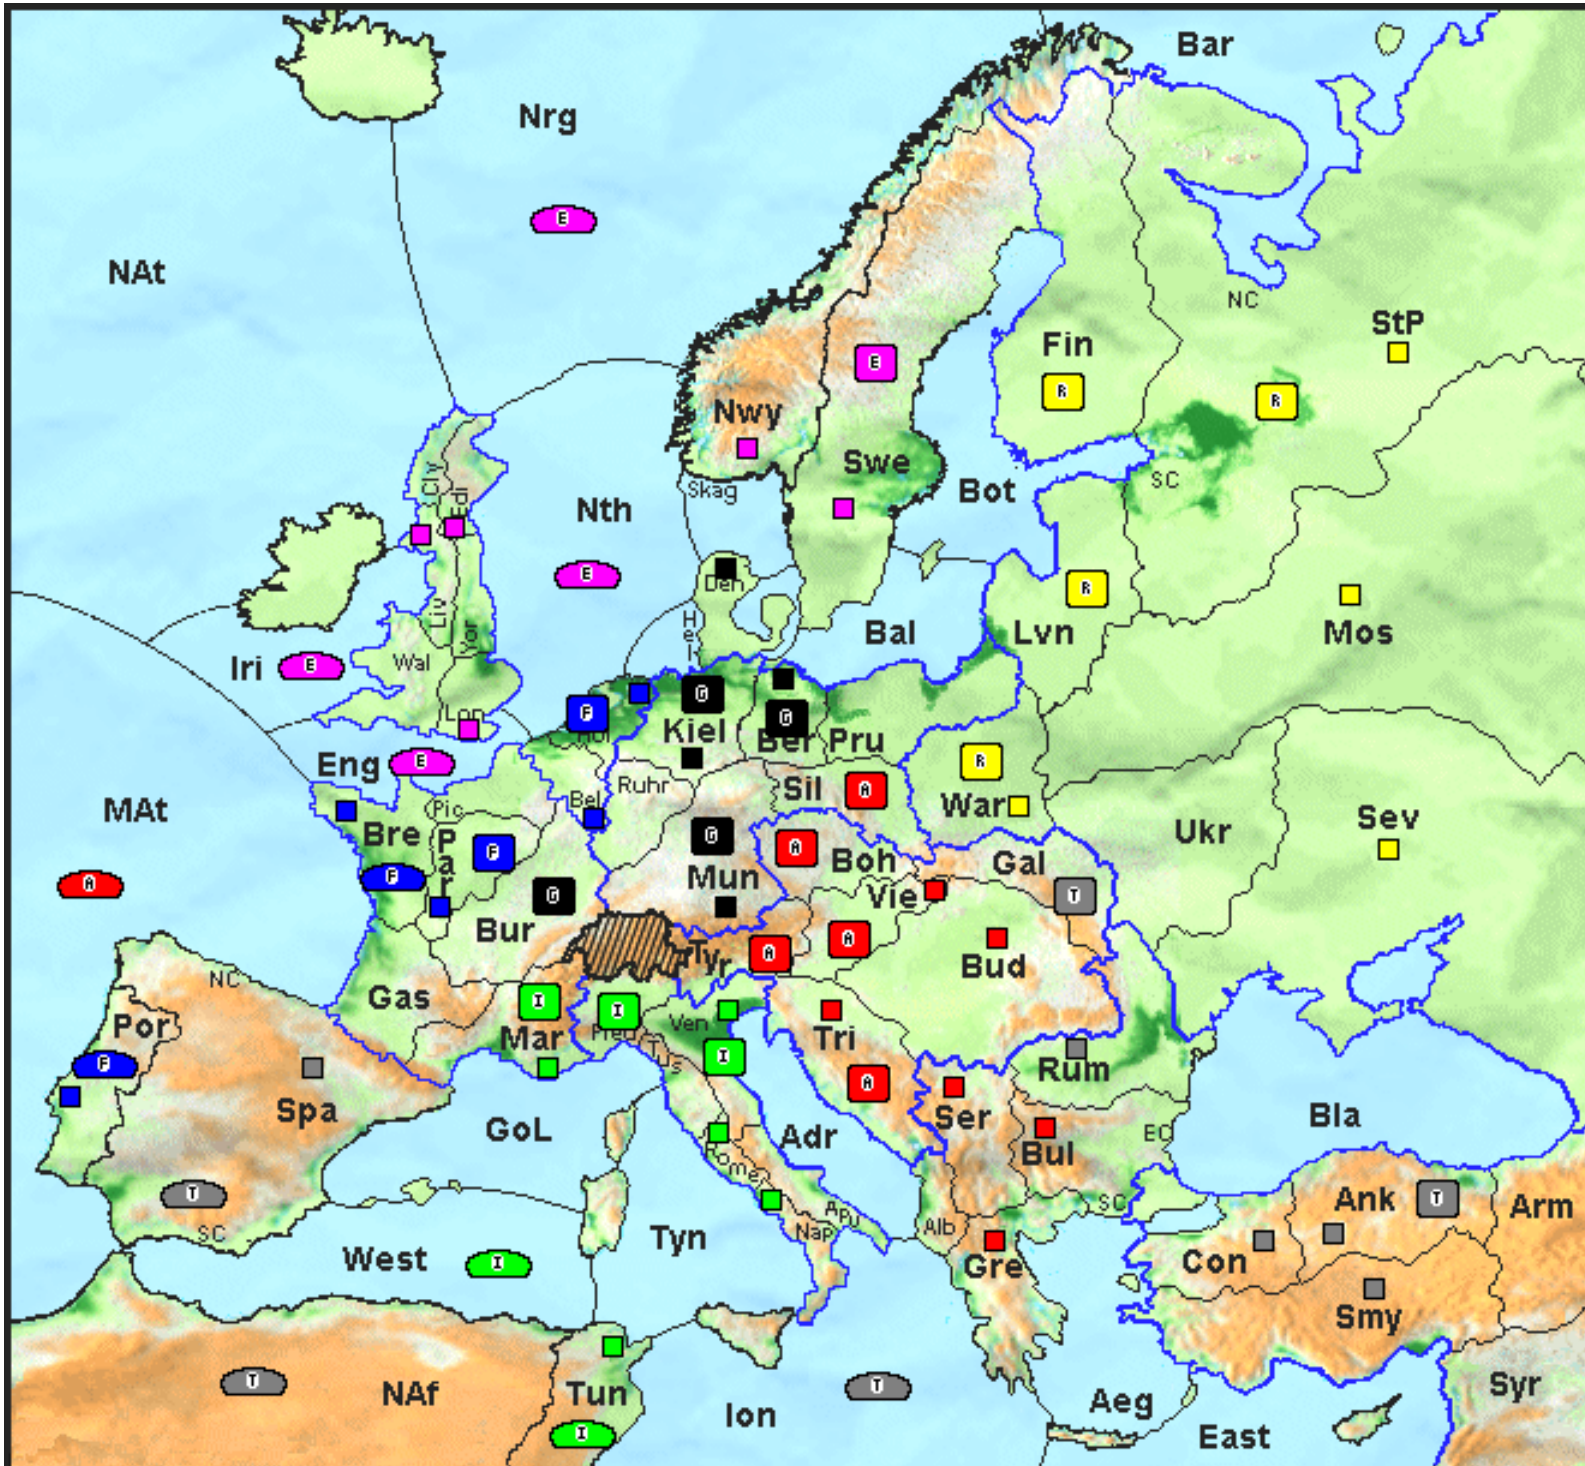 Bar
Nrg
E
NAt
NC
StP
Fin
R
R
E
Nwy
Swe
Cly
Edi
Skag
Bot
SC
Nth
E
Den
R
Hel
Liv
Yor
Bal
Lvn
Mos
Wal
Iri
E
G
Lon
F
Hol
Kiel
G
Ber
Pru
R
Eng
E
Ruhr
Sil
A
War
Bel
MAt
Pic
Bre
Par
F
G
A
Boh
Gal
Ukr
Sev
F
A
G
Mun
Vie
T
Bur
A
A
Tyr
Bud
NC
Gas
I
I
Por
Mar
Pied
Ven
Tri
F
Tus
I
Rum
A
Spa
Ser
GoL
Adr
Bul
EC
Bla
Rome
T
SC
Ank
T
Arm
SC
Apu
Alb
Nap
West
I
Tyn
Gre
Con
Smy
T
NAf
Tun
T
Syr
Ion
Aeg
I
East